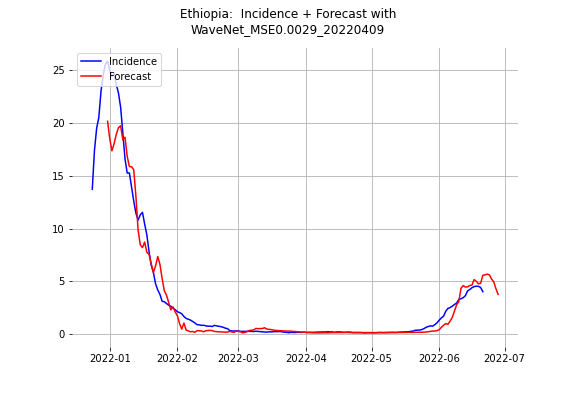 Ethiopia:  Incidence + Forecast with
WaveNet_MSE0.0029_20220409
Incidence
Forecast
25
20
15
10
5
0
2022-01 2022-02 2022-03 2022-04 2022-05 2022-06 2022-07